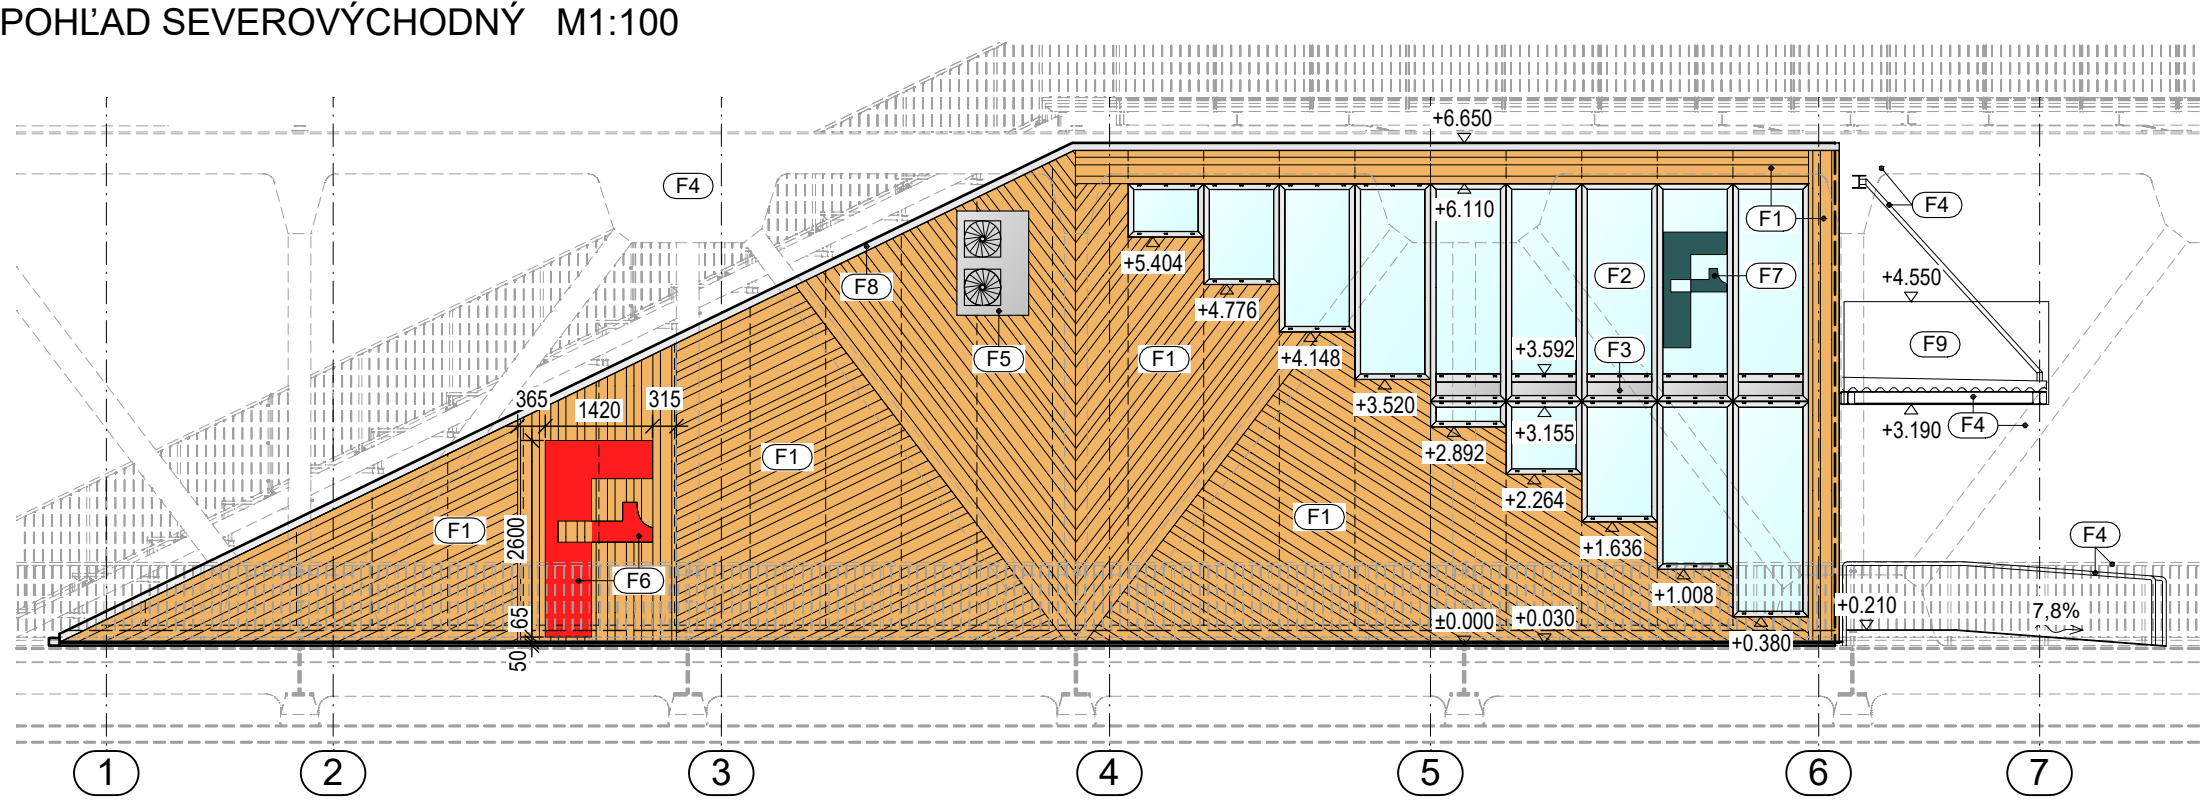 POHĽAD SEVEROVÝCHODNÝ M1:100
+6.650
F4
F1
F4
+6.110
+5.404
F2
F7
+4.550
F8
+4.776
F5
F1
+4.148
+3.592
F3
F9
365
1420
315
+3.520
+3.190
F4
+3.155
+2.892
F1
+2.264
F1
F1
2600
+1.636
F4
F6
+1.008
65
±0.000
+0.030
+0.210
7,8%
50
+0.380
1
2
3
4
5
6
7